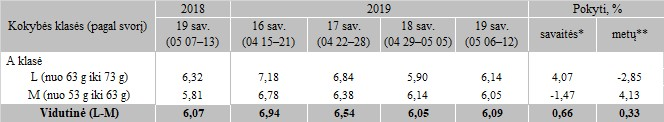 Kokybės klasės (pagal svorį) 2018 2019 Pokyti, %
19 sav. (05 07–13) 16 sav. (04 15–21) 17 sav. (04 22–28) 18 sav. (04 29–05 05) 19 sav. (05 06–12) savaitės* metų**
A klasė
L (nuo 63 g iki 73 g) 6,32 7,18 6,84 5,90 6,14 4,07 -2,85
M (nuo 53 g iki 63 g) 5,81 6,78 6,38 6,14 6,05 -1,47 4,13
Vidutinė (L-M) 6,07 6,94 6,54 6,05 6,09 0,66 0,33